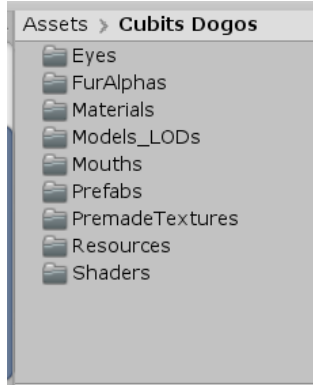 Assets > Cubits Dogos
Eyes
FurAlphas
Materials
Models_LODs
Mouths
Prefabs
PremadeTextures
Resources
Shaders